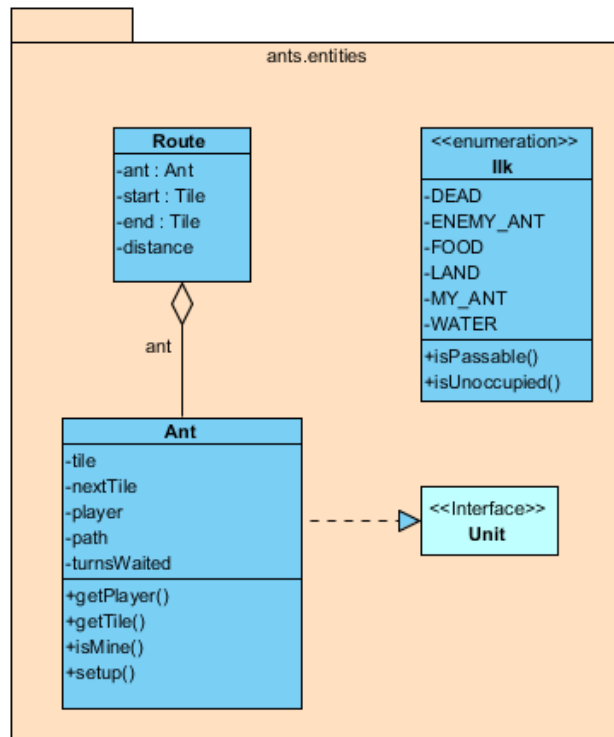 ants.entities
Route
-ant : Ant
-start : Tile
-end : Tile
-distance
ant
Ant
-tile
-nextTile
-player
-path
-turnsWaited
+getPlayer()
+getTile()
+isMine()
+setup()
<<enumeration>>
Ilk
-DEAD
-ENEMY_ANT
-FOOD
-LAND
-MY_ANT
-WATER
+isPassable()
+isUnoccupied()
<<Interface>>
Unit